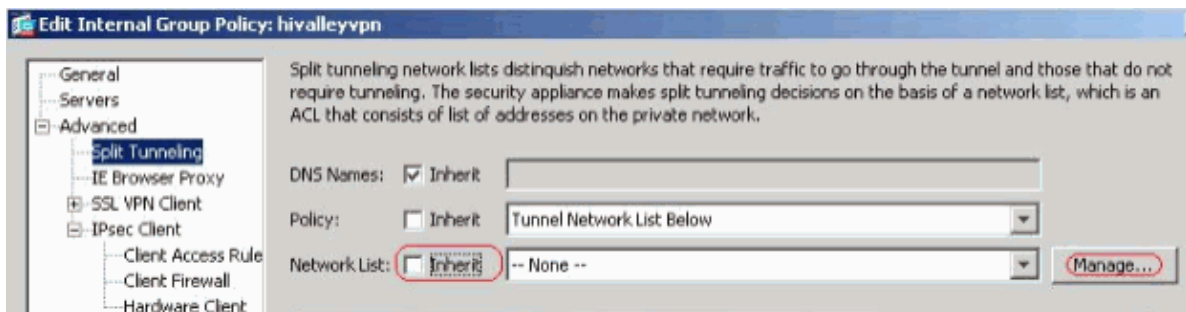 Edit Internal Group Policy: hivalleyvpn
General
Servers
Advanced
Split Tunneling
IE Browser Proxy
SSL VPN Client
IPsec Client
Client Access Rule
Client Firewall
Hardware Client
Split tunneling network lists distinguish networks that require traffic to go through the tunnel and those that do not
require tunneling. The security appliance makes split tunneling decisions on the basis of a network list, which is an
ACL that consists of list of addresses on the private network.
DNS Names: Inherit
Policy: Inherit Tunnel Network List Below
Network List: Inherit -- None -- Manage...